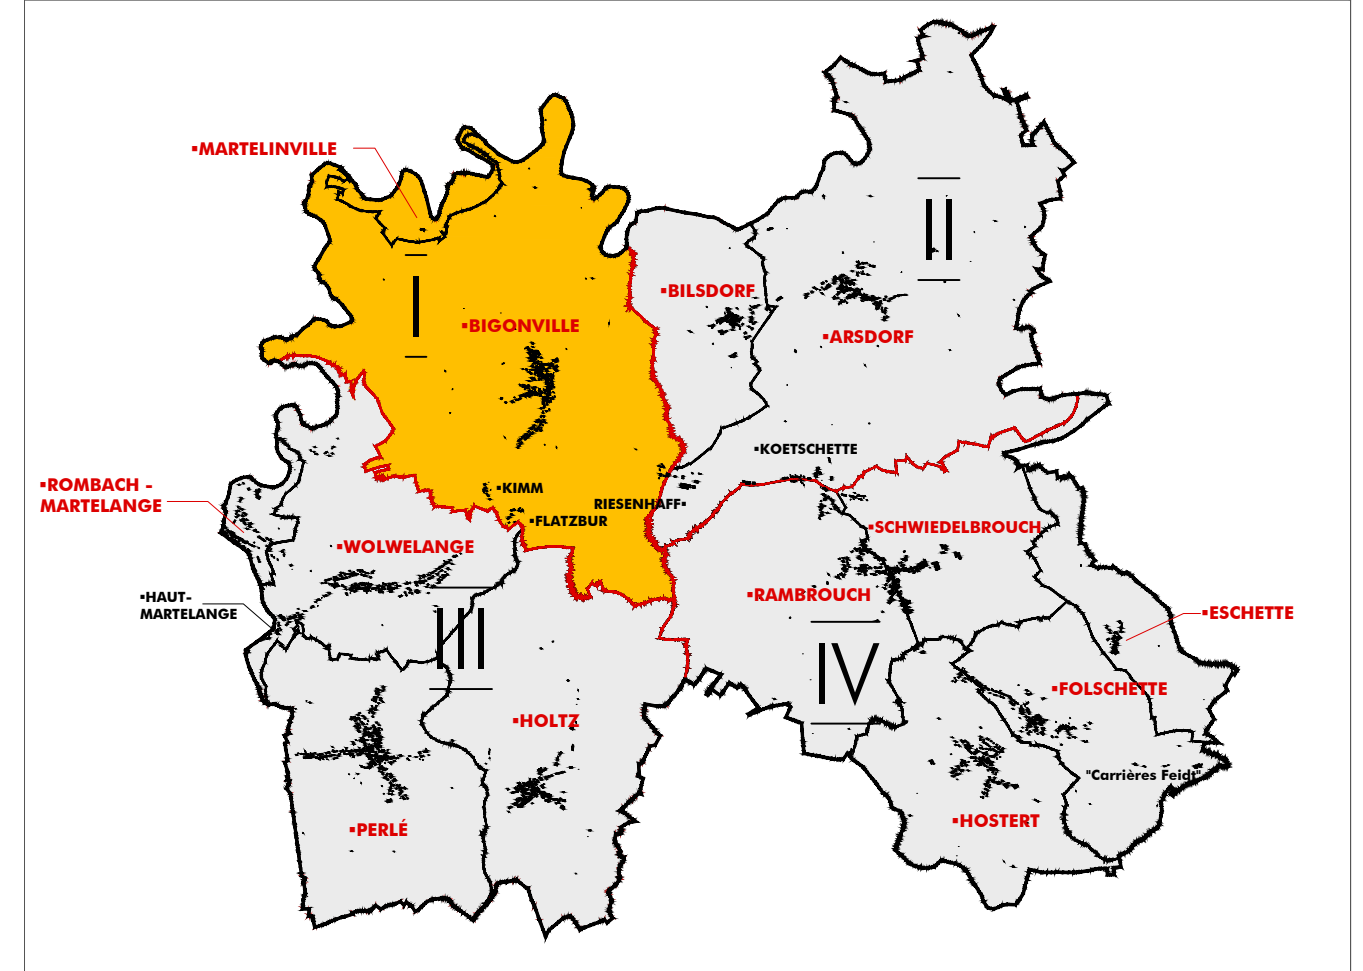 ▪MARTELINVILLE
II
I
▪BILSDORF
▪BIGONVILLE
▪ARSDORF
▪KOETSCHETTE
▪ROMBACH -
MARTELANGE
▪KIMM
RIESENHAFF▪
▪FLATZBUR
▪SCHWIEDELBROUCH
▪WOLWELANGE
▪HAUT-
MARTELANGE
▪RAMBROUCH
▪ESCHETTE
III
IV
▪FOLSCHETTE
▪HOLTZ
"Carrières Feidt"
▪PERLÉ
▪HOSTERT